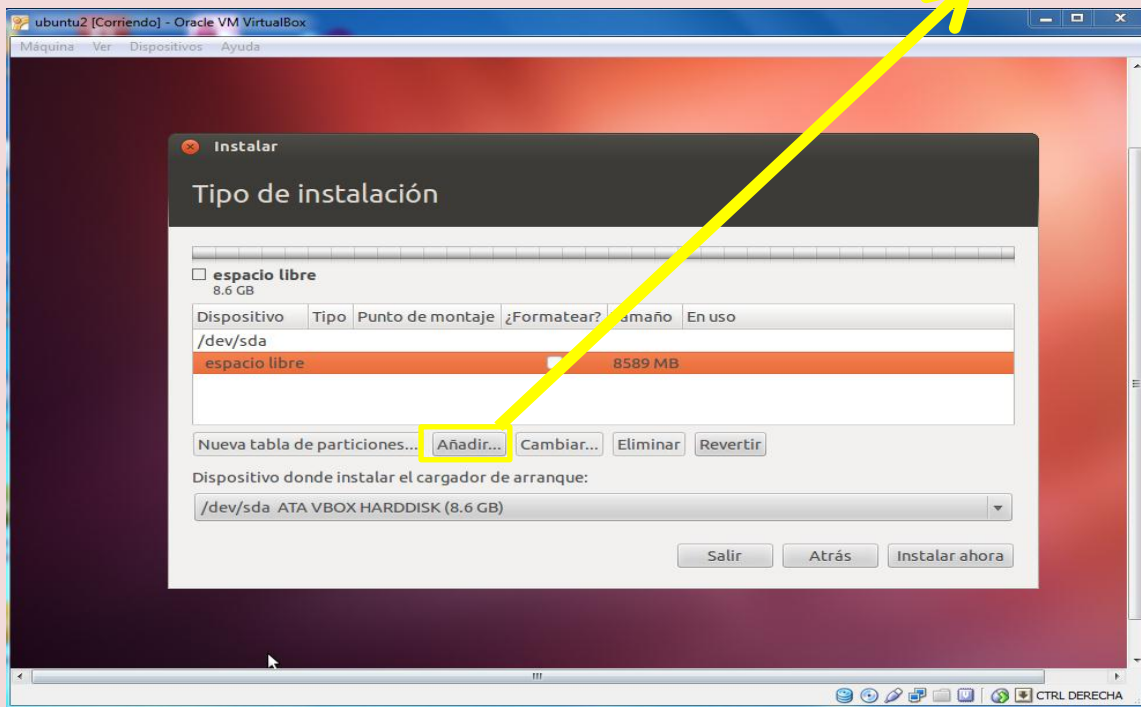 ubuntu2 [Corriendo] - Oracle VM VirtualBox
Máquina Ver Dispositivos Ayuda
Instalar
Tipo de instalación
espacio libre
8.6 GB
Dispositivo Tipo Punto de montaje ¿Formatear? En uso
/dev/sda
espacio libre 8589 MB
Nueva tabla de particiones... Añadir... Cambiar... Eliminar Revertir
Dispositivo donde instalar el cargador de arranque:
/dev/sda ATA VBOX HARDDISK (8.6 GB)
Salir Atrás Instalar ahora
CTRL DERECHA